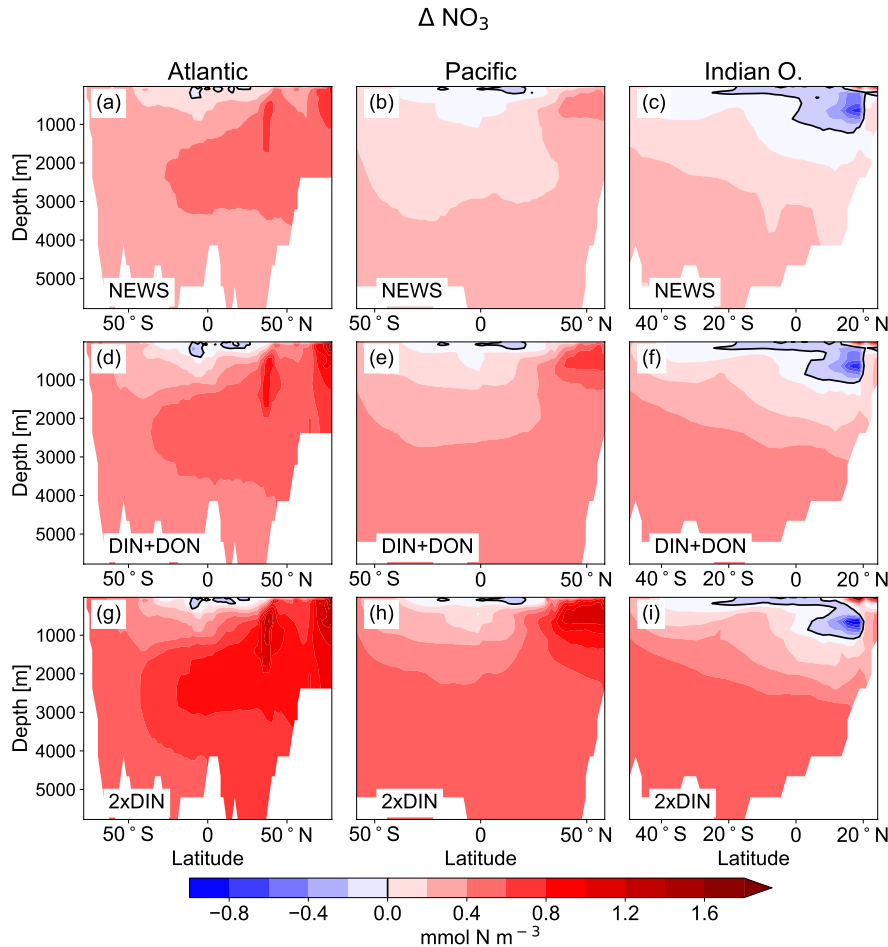 Δ NO₃
Atlantic Pacific Indian O.
(a) (b) (c)
Depth [m]
1000
2000
3000
4000
5000
NEWS NEWS NEWS
50° S 0 50° N 50° S 0 50° N 40° S 20° S 0 20° N
(d) (e) (f)
Depth [m]
1000
2000
3000
4000
5000
DIN+DON DIN+DON DIN+DON
50° S 0 50° N 50° S 0 50° N 40° S 20° S 0 20° N
(g) (h) (i)
Depth [m]
1000
2000
3000
4000
5000
2xDIN 2xDIN 2xDIN
50° S 0 50° N 50° S 0 50° N 40° S 20° S 0 20° N
Latitude Latitude Latitude
−0.8 −0.4 0.0 0.4 0.8 1.2 1.6
mmol N m⁻³